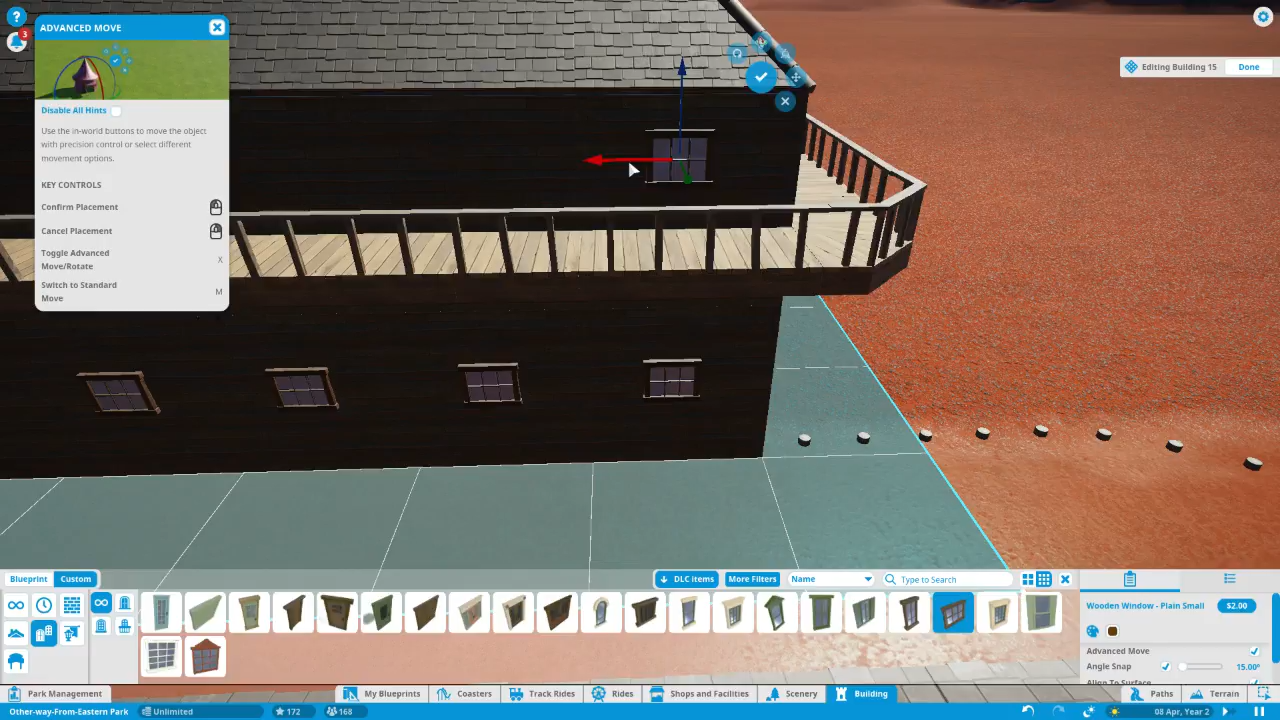 ?
3
ADVANCED MOVE
Disable All Hints
Use the in-world buttons to move the object
with precision control or select different
movement options.
KEY CONTROLS
Confirm Placement
Cancel Placement
Toggle Advanced
Move/Rotate
X
Switch to Standard
Move
M
Editing Building 15
Done
Blueprint
Custom
DLC items
More Filters
Name
Type to Search
Wooden Window - Plain Small
$2.00
Advanced Move
Angle Snap
15.00°
Park Management
My Blueprints
Coasters
Track Rides
Rides
Shops and Facilities
Scenery
Building
Paths
Terrain
Other-way-From-Eastern Park
Unlimited
172
168
08 Apr, Year 2